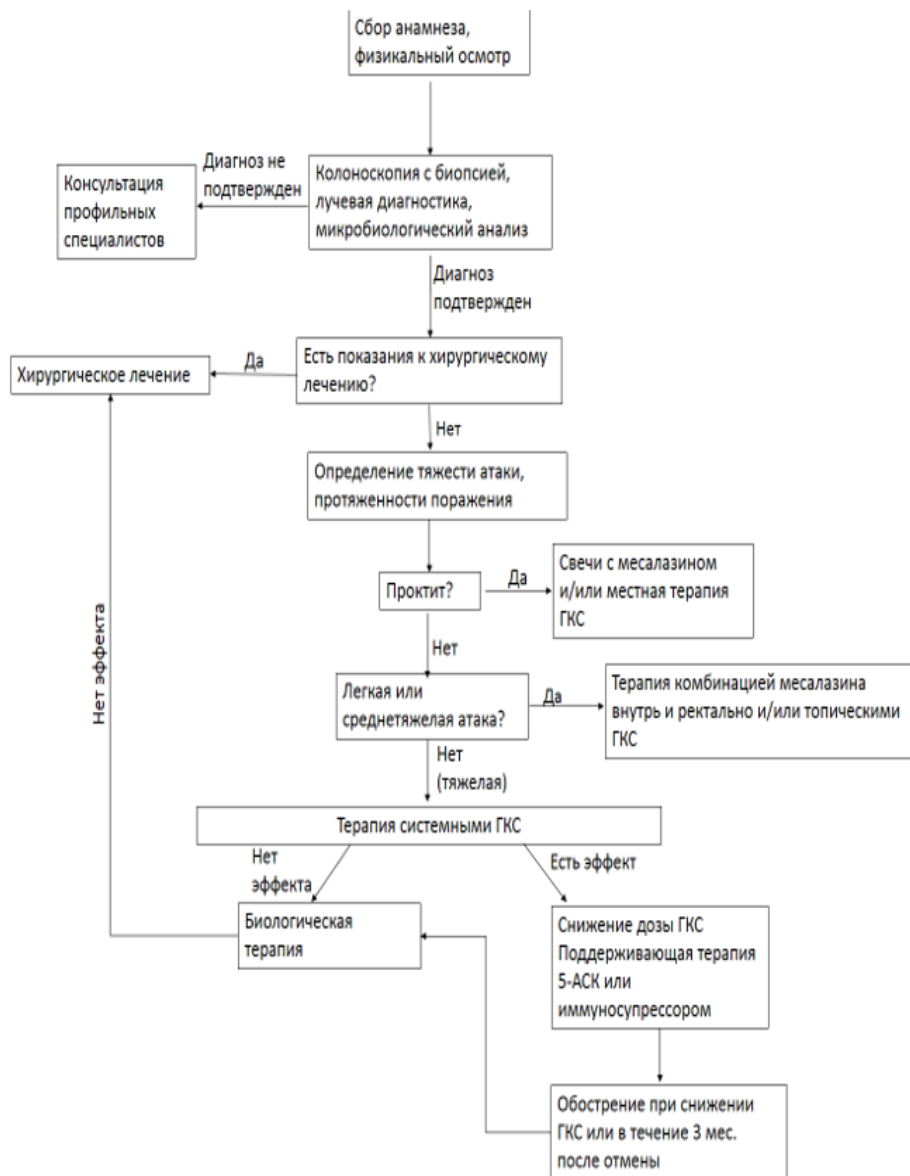 Сбор анамнеза,
физикальный осмотр
Диагноз не
подтвержден
Консультация
профильных
специалистов
Колоноскопия с биопсией,
лучевая диагностика,
микробиологический анализ
Диагноз
подтвержден
Есть показания к хирургическому
лечению?
Да
Хирургическое лечение
Нет
Определение тяжести атаки,
протяженности поражения
Проктит?
Да
Свечи с месалазином
и/или местная терапия
ГКС
Нет
Легкая или
среднетяжелая атака?
Да
Терапия комбинацией месалазина
внутрь и ректально и/или топическими
ГКС
Нет
(тяжелая)
Терапия системными ГКС
Нет
эффекта
Есть эффект
Биологическая
терапия
Нет эффекта
Снижение дозы ГКС
Поддерживающая терапия
5-АСК или
иммуносупрессором
Обострение при снижении
ГКС или в течение 3 мес.
после отмены